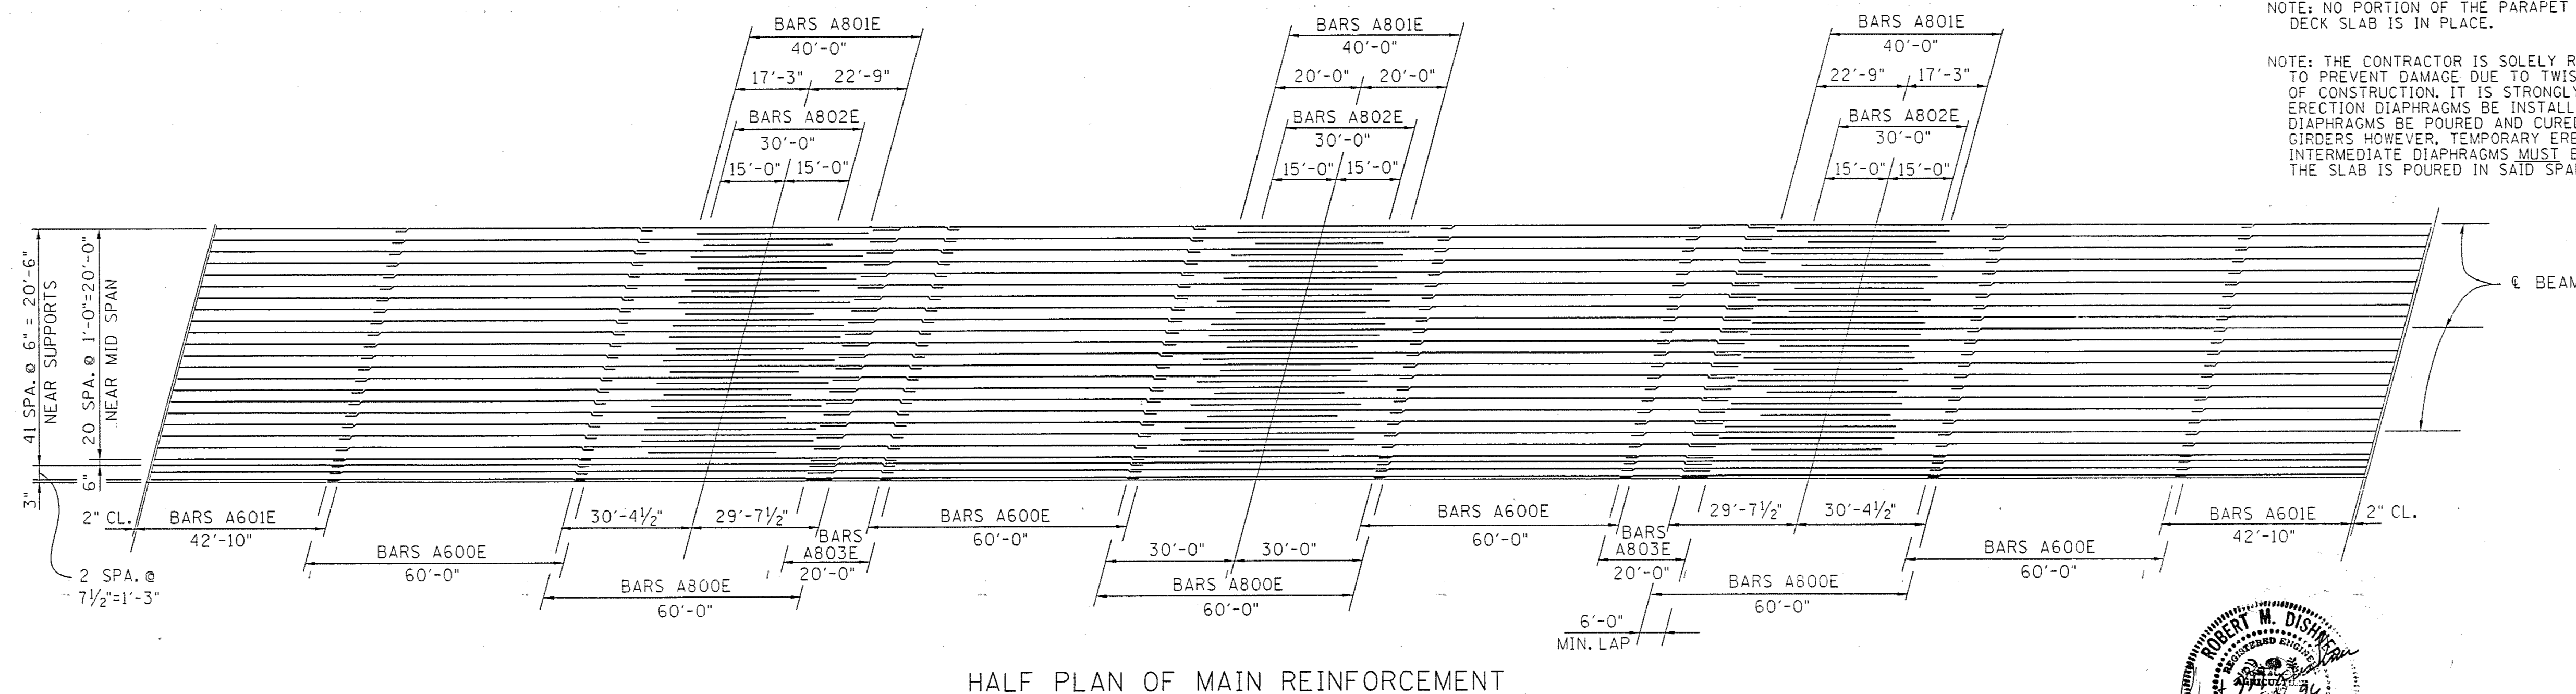 NOTE: NO PORTION OF THE PARAPET
DECK SLAB IS IN PLACE.
NOTE: THE CONTRACTOR IS SOLELY R
TO PREVENT DAMAGE DUE TO TWIS
OF CONSTRUCTION. IT IS STRONGLY
ERECTION DIAPHRAGMS BE INSTALL
DIAPHRAGMS BE POURED AND CURED
GIRDERS HOWEVER, TEMPORARY ERE
INTERMEDIATE DIAPHRAGMS MUST B
THE SLAB IS POURED IN SAID SPA
BARS A801E
40'-0"
17'-3" 22'-9"
BARS A802E
30'-0"
15'-0" 15'-0"
BARS A801E
40'-0"
20'-0" 20'-0"
BARS A802E
30'-0"
15'-0" 15'-0"
BARS A801E
40'-0"
22'-9" 17'-3"
BARS A802E
30'-0"
15'-0" 15'-0"
41 SPA. @ 6" = 20'-6"
NEAR SUPPORTS
20 SPA. @ 1'-0"=20'-0"
NEAR MID SPAN
6"
3"
2 SPA. @
7½"=1'-3"
℄ BEAM
2" CL.
BARS A601E
42'-10"
BARS A600E
60'-0"
30'-4½" 29'-7½"
BARS A800E
60'-0"
BARS
A803E
20'-0"
BARS A600E
60'-0"
30'-0" 30'-0"
BARS A800E
60'-0"
BARS A600E
60'-0"
BARS
A803E
20'-0"
29'-7½" 30'-4½"
BARS A800E
60'-0"
6'-0"
MIN. LAP
BARS A600E
60'-0"
BARS A601E
42'-10"
2" CL.
HALF PLAN OF MAIN REINFORCEMENT
ROBERT M. DISHNE
REGISTERED ENGINE